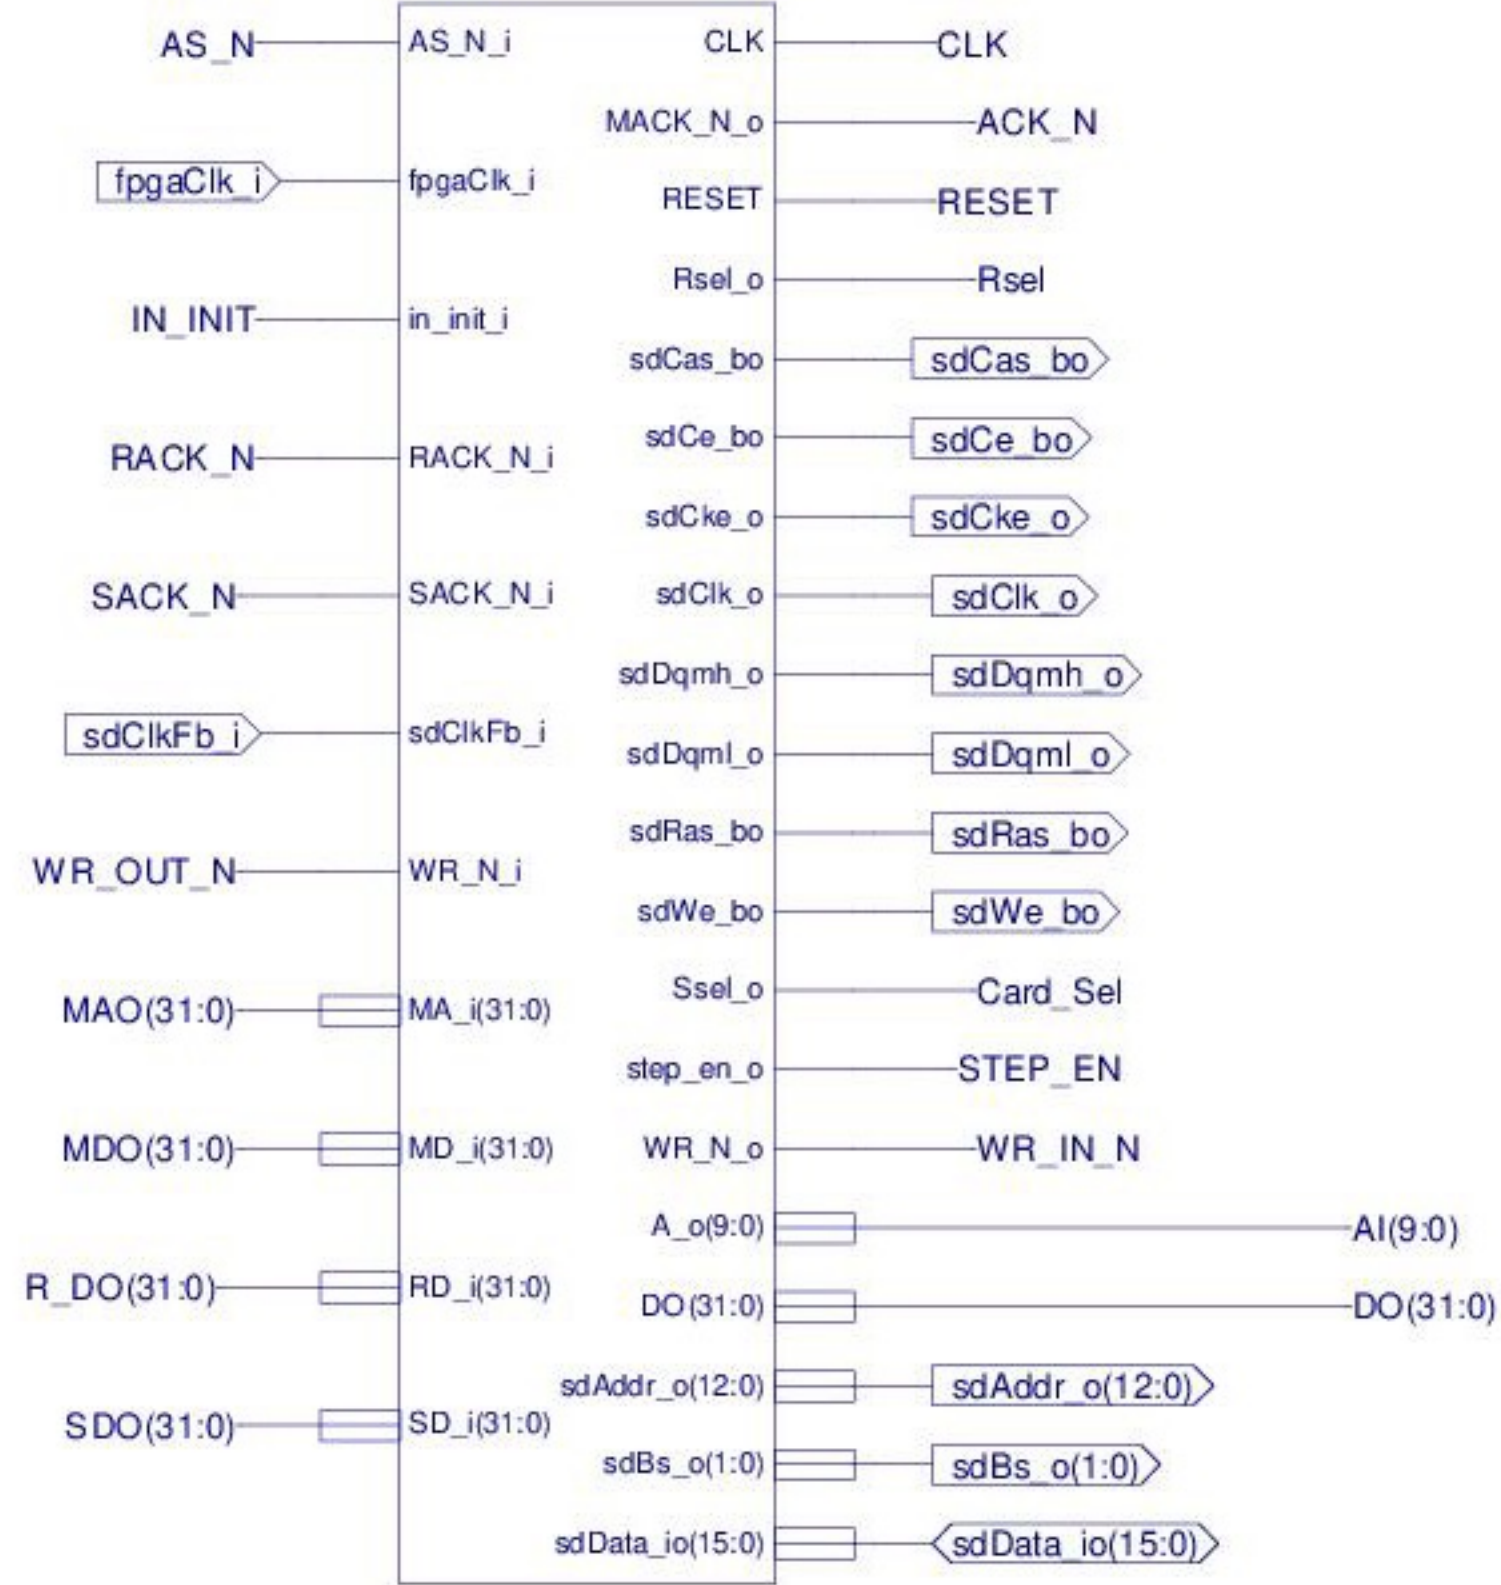 AS_N AS_N_i CLK CLK
MACK_N_o ACK_N
fpgaClk_i fpgaClk_i
RESET RESET
Rsel_o Rsel
IN_INIT in_init_i
sdCas_bo sdCas_bo
sdCe_bo sdCe_bo
RACK_N RACK_N_i
sdCke_o sdCke_o
SACK_N SACK_N_i sdClk_o sdClk_o
sdDqmh_o sdDqmh_o
sdClkFb_i sdClkFb_i
sdDqml_o sdDqml_o
sdRas_bo sdRas_bo
WR_OUT_N WR_N_i
sdWe_bo sdWe_bo
Ssel_o Card_Sel
MAO(31:0) MA_i(31:0)
step_en_o STEP_EN
MDO(31:0) MD_i(31:0) WR_N_o WR_IN_N
A_o(9:0) AI(9:0)
R_DO(31:0) RD_i(31:0)
DO(31:0) DO(31:0)
sdAddr_o(12:0) sdAddr_o(12:0)
SDO(31:0) SD_i(31:0)
sdBs_o(1:0) sdBs_o(1:0)
sdData_io(15:0) sdData_io(15:0)